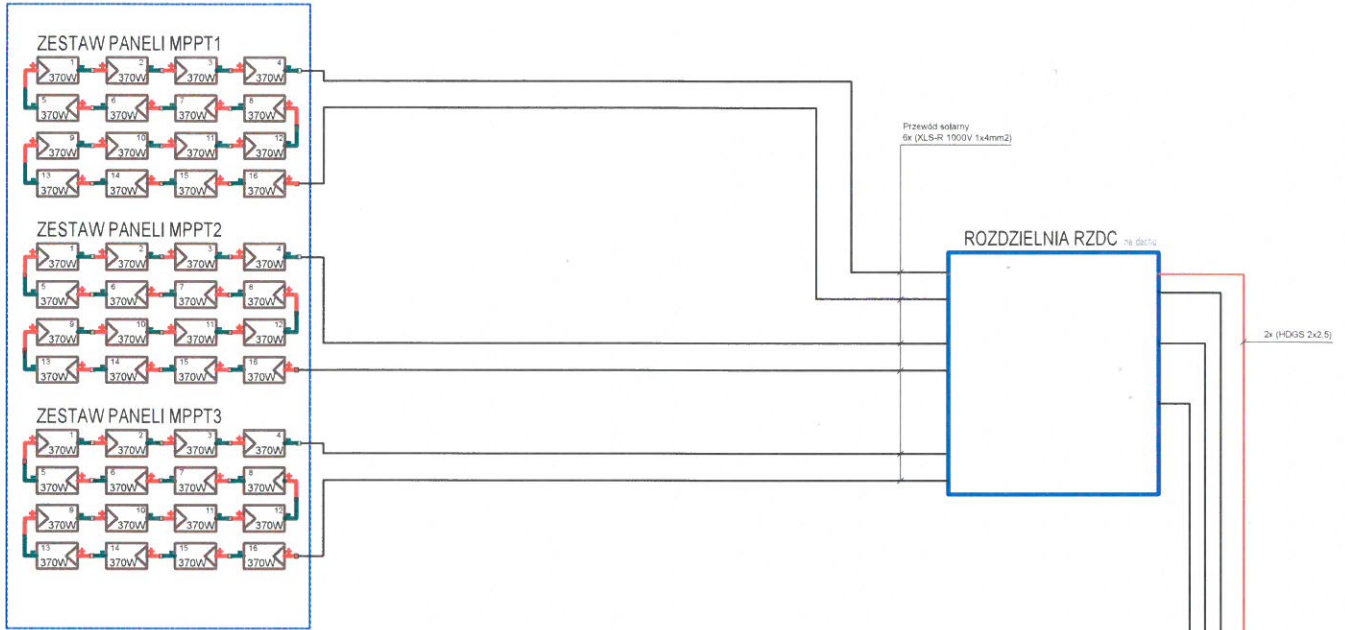 ZESTAW PANELI MPPT1
1 2 3 4
370W 370W 370W 370W
5 6 7 8
370W 370W 370W 370W
9 10 11 12
370W 370W 370W 370W
13 14 15 16
370W 370W 370W 370W
ZESTAW PANELI MPPT2
1 2 3 4
370W 370W 370W 370W
5 6 7 8
370W 370W 370W 370W
9 10 11 12
370W 370W 370W 370W
13 14 15 16
370W 370W 370W 370W
ZESTAW PANELI MPPT3
1 2 3 4
370W 370W 370W 370W
5 6 7 8
370W 370W 370W 370W
9 10 11 12
370W 370W 370W 370W
13 14 15 16
370W 370W 370W 370W
Przewód solarny
6x (XLS-R 1000V 1x4mm2)
ROZDZIELNIA RZDC na dachu
2x (HDGS 2x2,5)